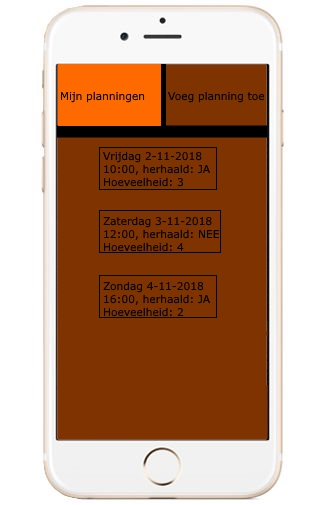 Mijn planningen
Voeg planning toe
Vrijdag 2-11-2018
10:00, herhaald: JA
Hoeveelheid: 3
Zaterdag 3-11-2018
12:00, herhaald: NEE
Hoeveelheid: 4
Zondag 4-11-2018
16:00, herhaald: JA
Hoeveelheid: 2